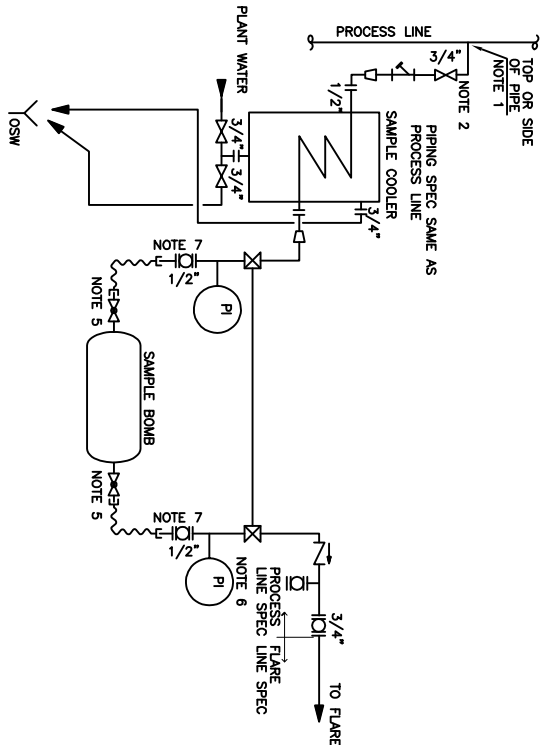 PROCESS LINE
TOP OR SIDE
OF PIPE
NOTE 1
3/4"
NOTE 2
1/2"
PLANT WATER
3/4"
3/4"
SAMPLE COOLER
PIPING SPEC SAME AS
PROCESS LINE
3/4"
OSW
NOTE 7
1/2"
PI
NOTE 5
SAMPLE BOMB
NOTE 5
NOTE 7
1/2"
PI
NOTE 6
PROCESS
LINE SPEC
FLARE
LINE SPEC
3/4"
TO FLARE